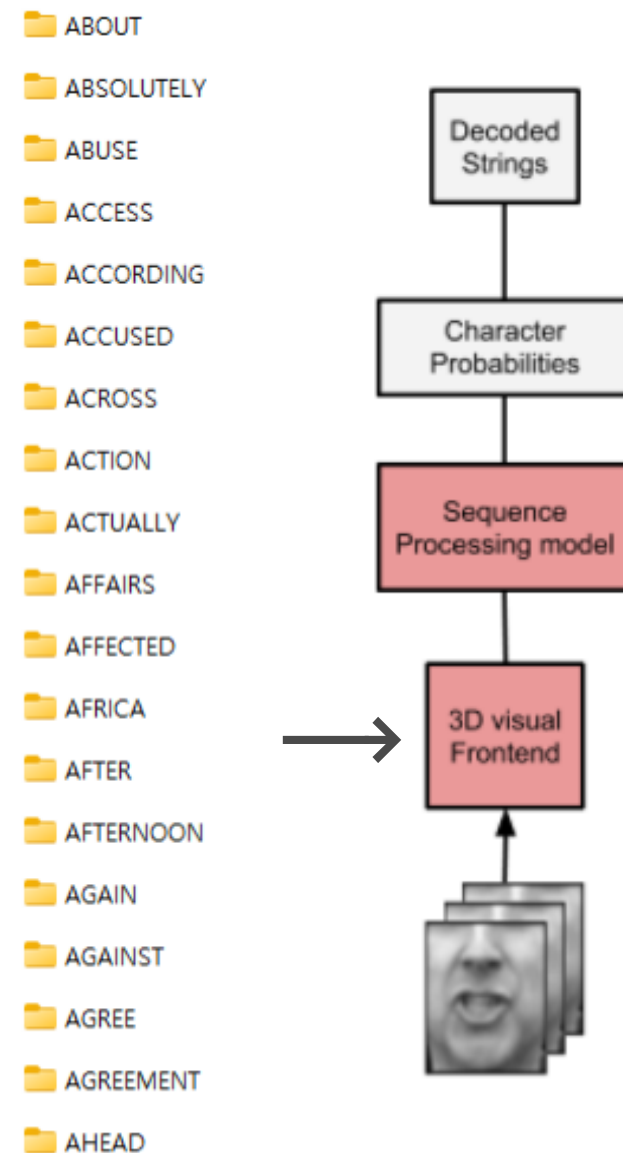 ABOUT
ABSOLUTELY
ABUSE
ACCESS
ACCORDING
ACCUSED
ACROSS
ACTION
ACTUALLY
AFFAIRS
AFFECTED
AFRICA
AFTER
AFTERNOON
AGAIN
AGAINST
AGREE
AGREEMENT
AHEAD
Decoded
Strings
Character
Probabilities
Sequence
Processing model
3D visual
Frontend